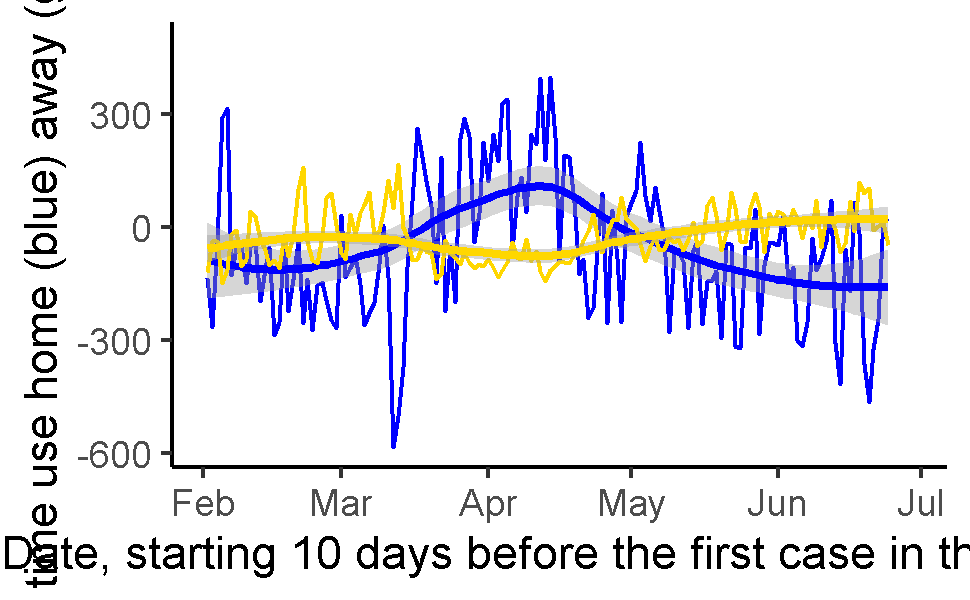 time use home (blue) away (
300
0
-300
-600
Feb Mar Apr May Jun Jul
Date, starting 10 days before the first case in th